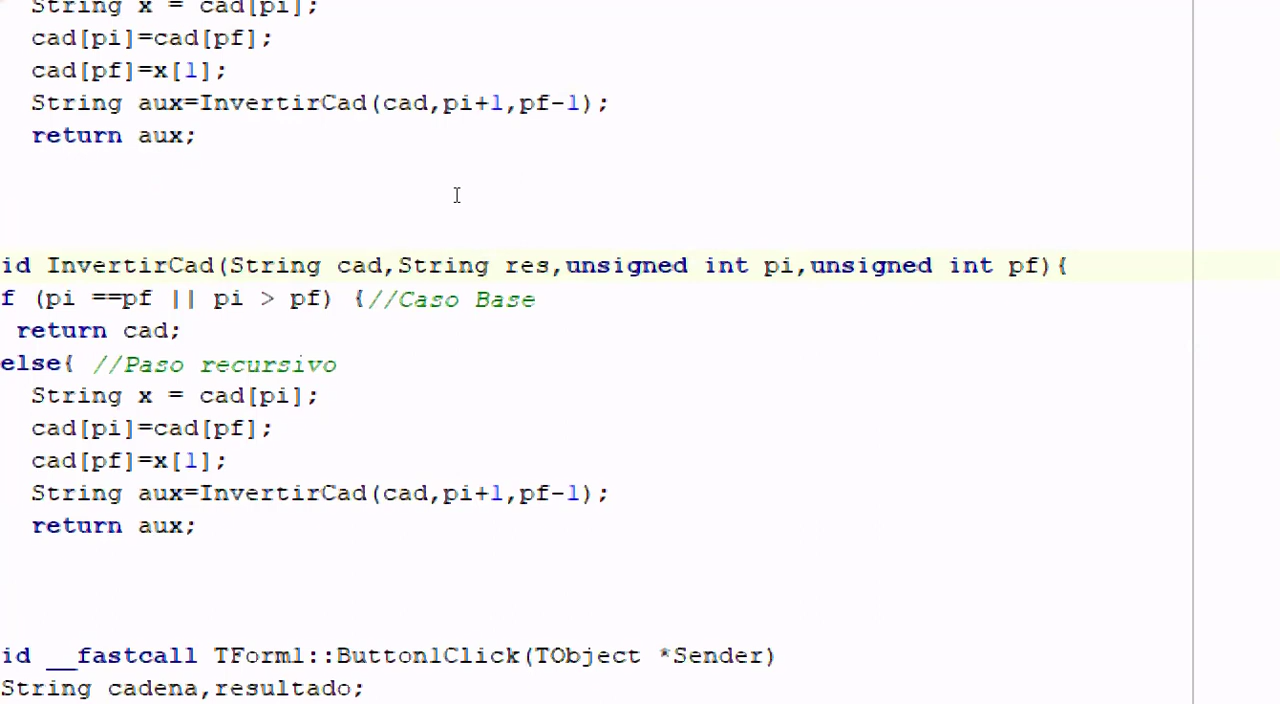 String x = cad[pi];
cad[pi]=cad[pf];
cad[pf]=x[1];
String aux=InvertirCad(cad,pi+1,pf-1);
return aux;
id InvertirCad(String cad,String res,unsigned int pi,unsigned int pf){
f (pi ==pf || pi > pf) {//Caso Base
return cad;
else{ //Paso recursivo
String x = cad[pi];
cad[pi]=cad[pf];
cad[pf]=x[1];
String aux=InvertirCad(cad,pi+1,pf-1);
return aux;
id __fastcall TForm1::Button1Click(TObject *Sender)
String cadena,resultado;